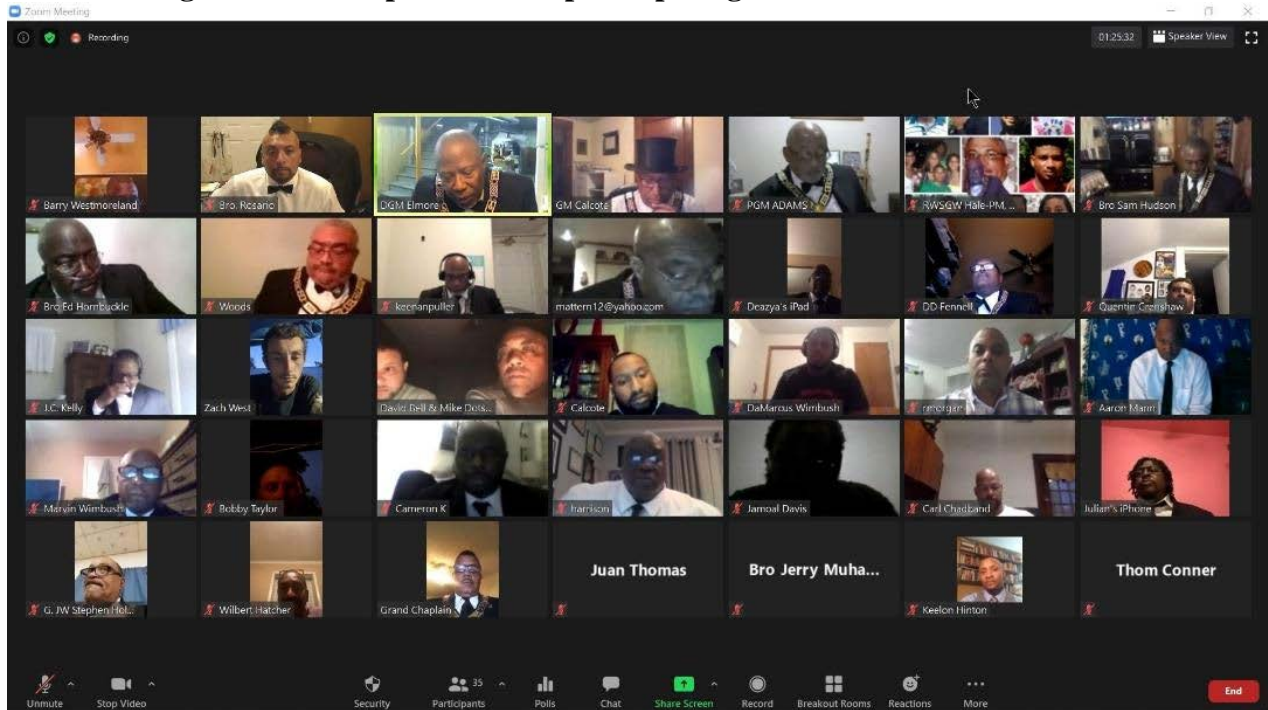 Zoom Meeting
Recording
01:25:32
Speaker View
Barry Westmoreland
Bro. Rosario
DGM Elmore
GM Calcote
PGM ADAMS
RWSGW Hale-PM, ...
Bro Sam Hudson
Bro Ed Hornbuckle
Woods
keenanpuller
mattern12@yahoo.com
Deazya's iPad
DD Fennell
Quentin Crenshaw
J.C. Kelly
Zach West
David Bell & Mike Dots...
Calcote
DaMarcus Wimbush
rmorgan
Aaron Mann
Marvin Wimbush
Bobby Taylor
Cameron K
harrison
Jamoal Davis
Carl Chadband
Julian's iPhone
G. JW Stephen Hol...
Wilbert Hatcher
Grand Chaplain
Juan Thomas
Bro Jerry Muha...
Keelon Hinton
Thom Conner
Unmute
Stop Video
Security
35
Participants
Polls
Chat
Share Screen
Record
Breakout Rooms
Reactions
More
End